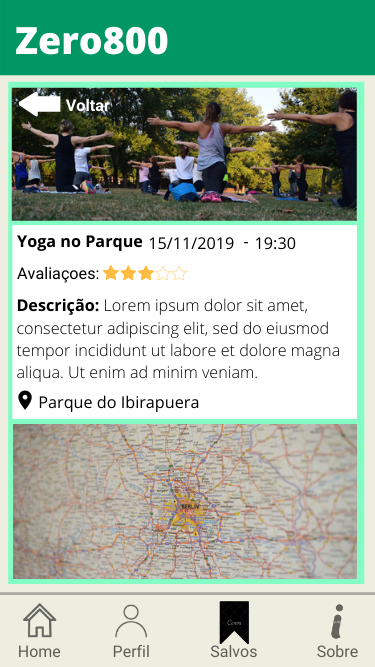 Zero800
Voltar
Yoga no Parque 15/11/2019 - 19:30
Avaliaçoes:
Descrição: Lorem ipsum dolor sit amet,
consectetur adipiscing elit, sed do eiusmod
tempor incididunt ut labore et dolore magna
aliqua. Ut enim ad minim veniam.
Parque do Ibirapuera
BERLIN
Home Perfil Salvos Sobre